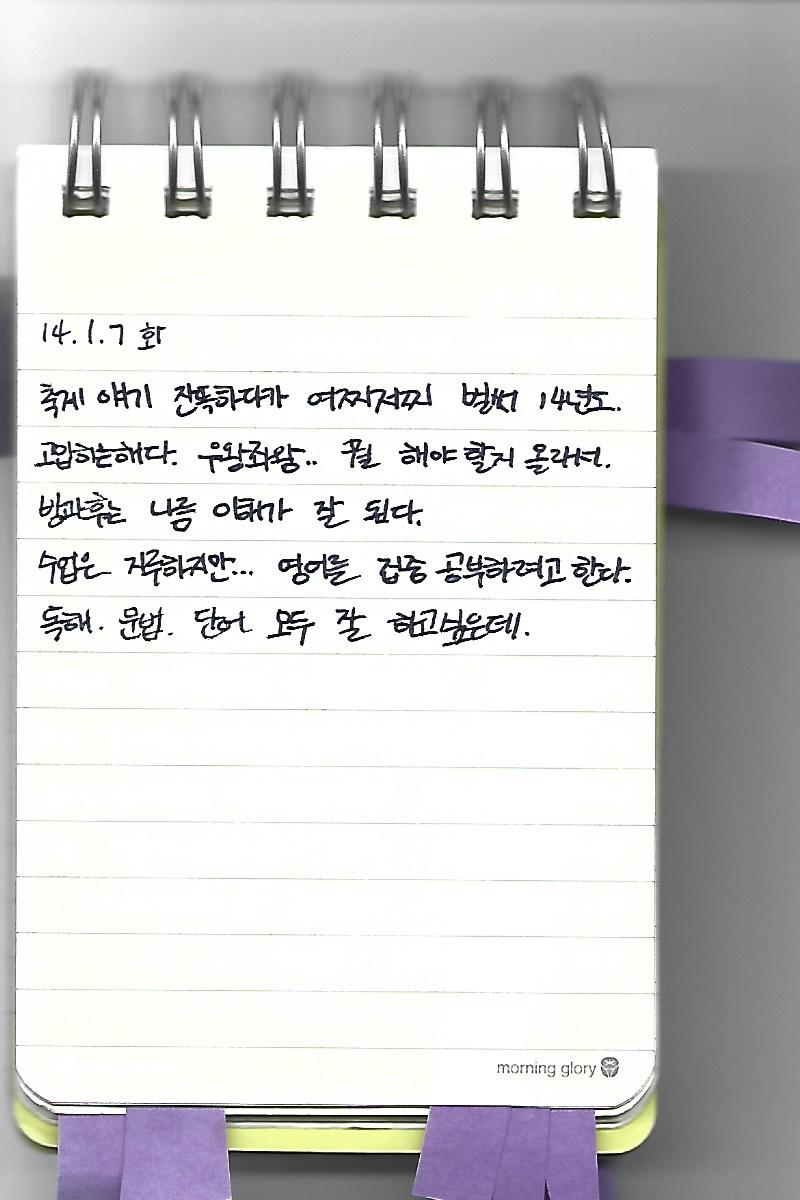 14.1.7 화
축제 얘기 잔뜩하다가 어찌저찌 벌써 14년도.
고입하는해다. 우왕좌왕.. 뭘 해야 할지 몰라서.
방과후는 나름 이해가 잘 된다.
수업은 지루하지만... 영어를 집중 공부하려고 한다.
독해. 문법. 단어 모두 잘 하고싶은데.
morning glory